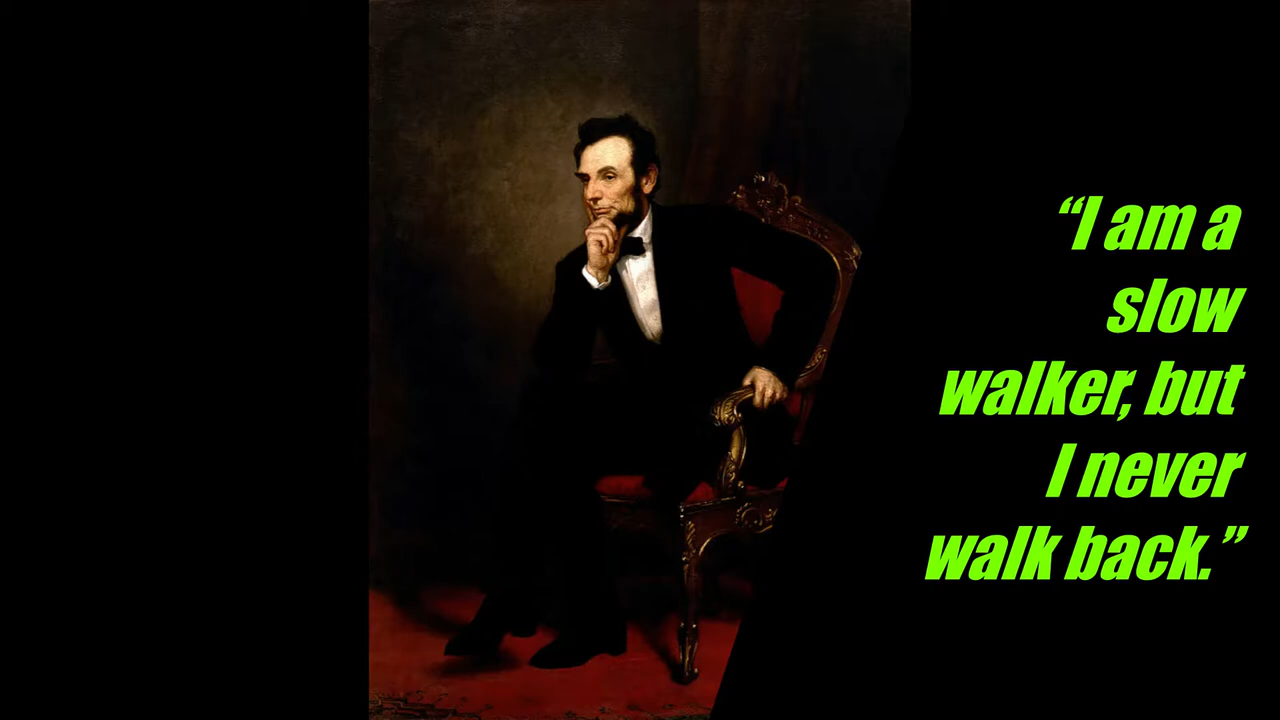 “I am a
slow
walker, but
I never
walk back.”